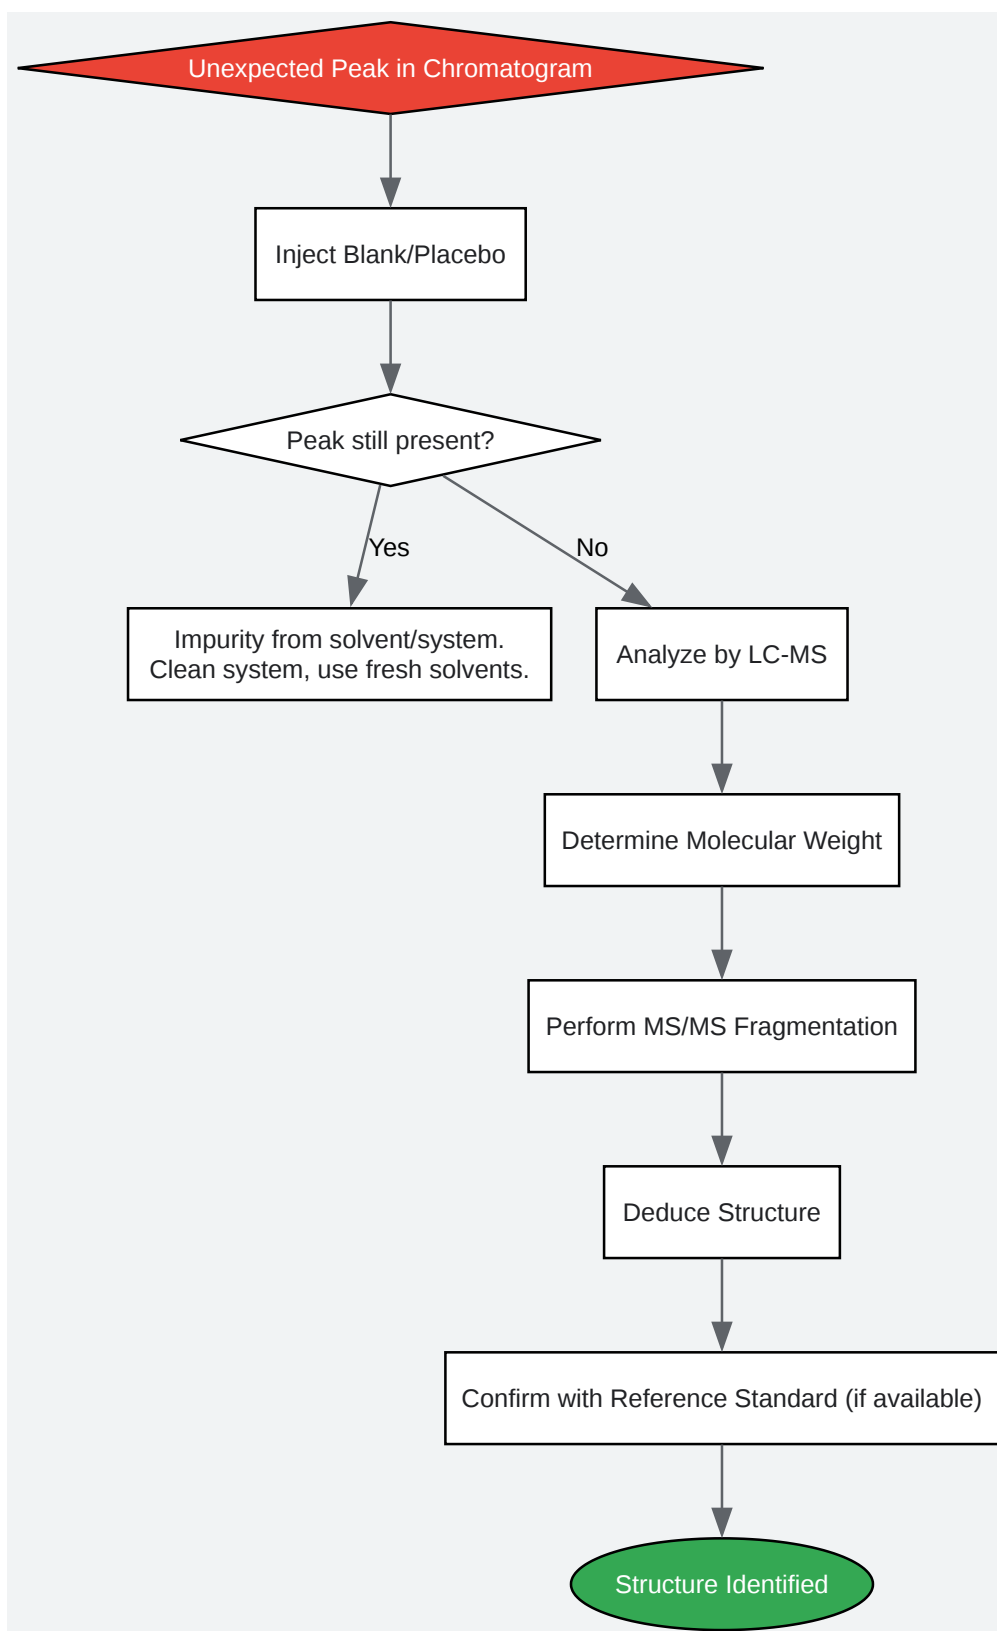 Unexpected Peak in Chromatogram
Inject Blank/Placebo
Peak still present?
Yes
No
Impurity from solvent/system.
Clean system, use fresh solvents.
Analyze by LC-MS
Determine Molecular Weight
Perform MS/MS Fragmentation
Deduce Structure
Confirm with Reference Standard (if available)
Structure Identified